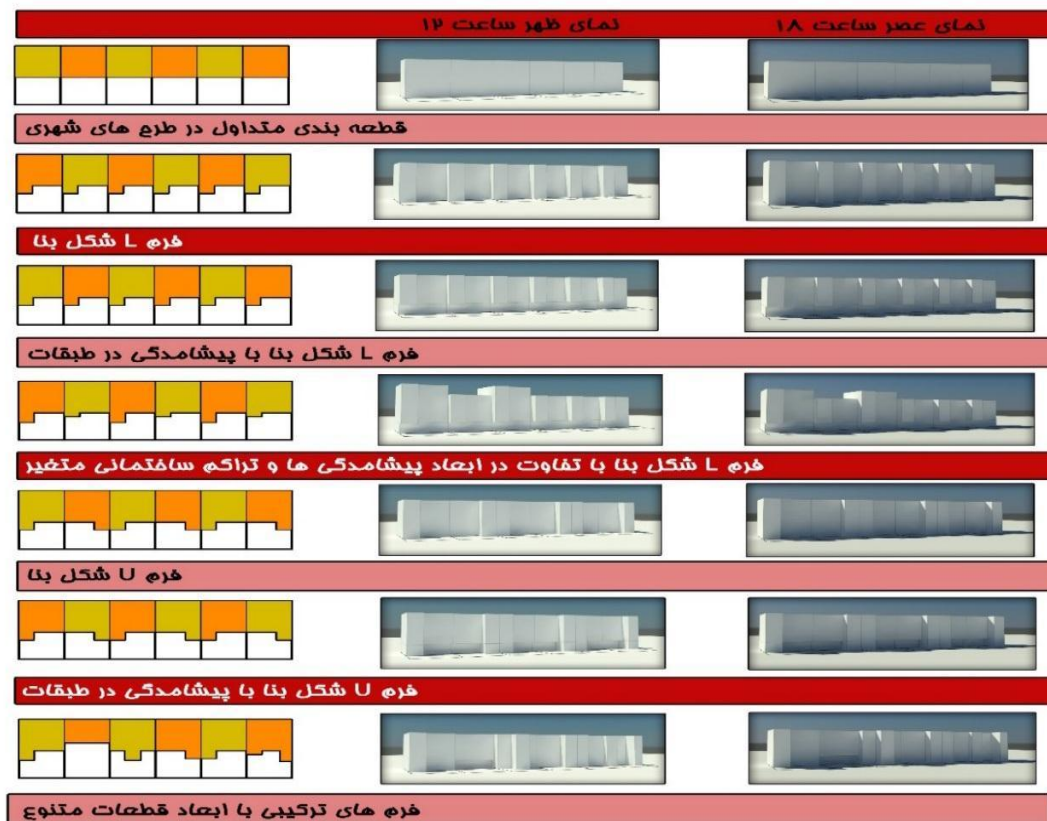 نمای ظهر ساعت ۱۲
نمای عصر ساعت ۱۸
قطعه بندی متداول در طرح های شهری
فرم L شکل بنا
فرم L شکل بنا با پیشامدگی در طبقات
فرم L شکل بنا با تفاوت در ابعاد پیشامدگی ها و تراکم ساختمانی متغیر
فرم U شکل بنا
فرم U شکل بنا با پیشامدگی در طبقات
فرم های ترکیبی با ابعاد قطعات متنوع